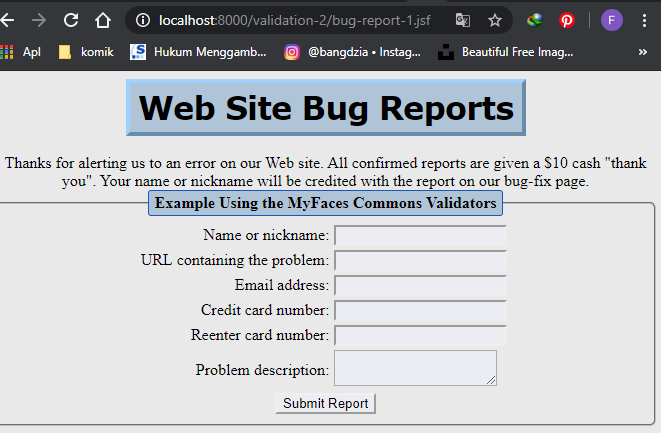 localhost:8000/validation-2/bug-report-1.jsf
F
Apl komik Hukum Menggamb... @bangdzia • Instag... Beautiful Free Imag... »
Web Site Bug Reports
Thanks for alerting us to an error on our Web site. All confirmed reports are given a $10 cash "thank
you". Your name or nickname will be credited with the report on our bug-fix page.
Example Using the MyFaces Commons Validators
Name or nickname:
URL containing the problem:
Email address:
Credit card number:
Reenter card number:
Problem description:
Submit Report